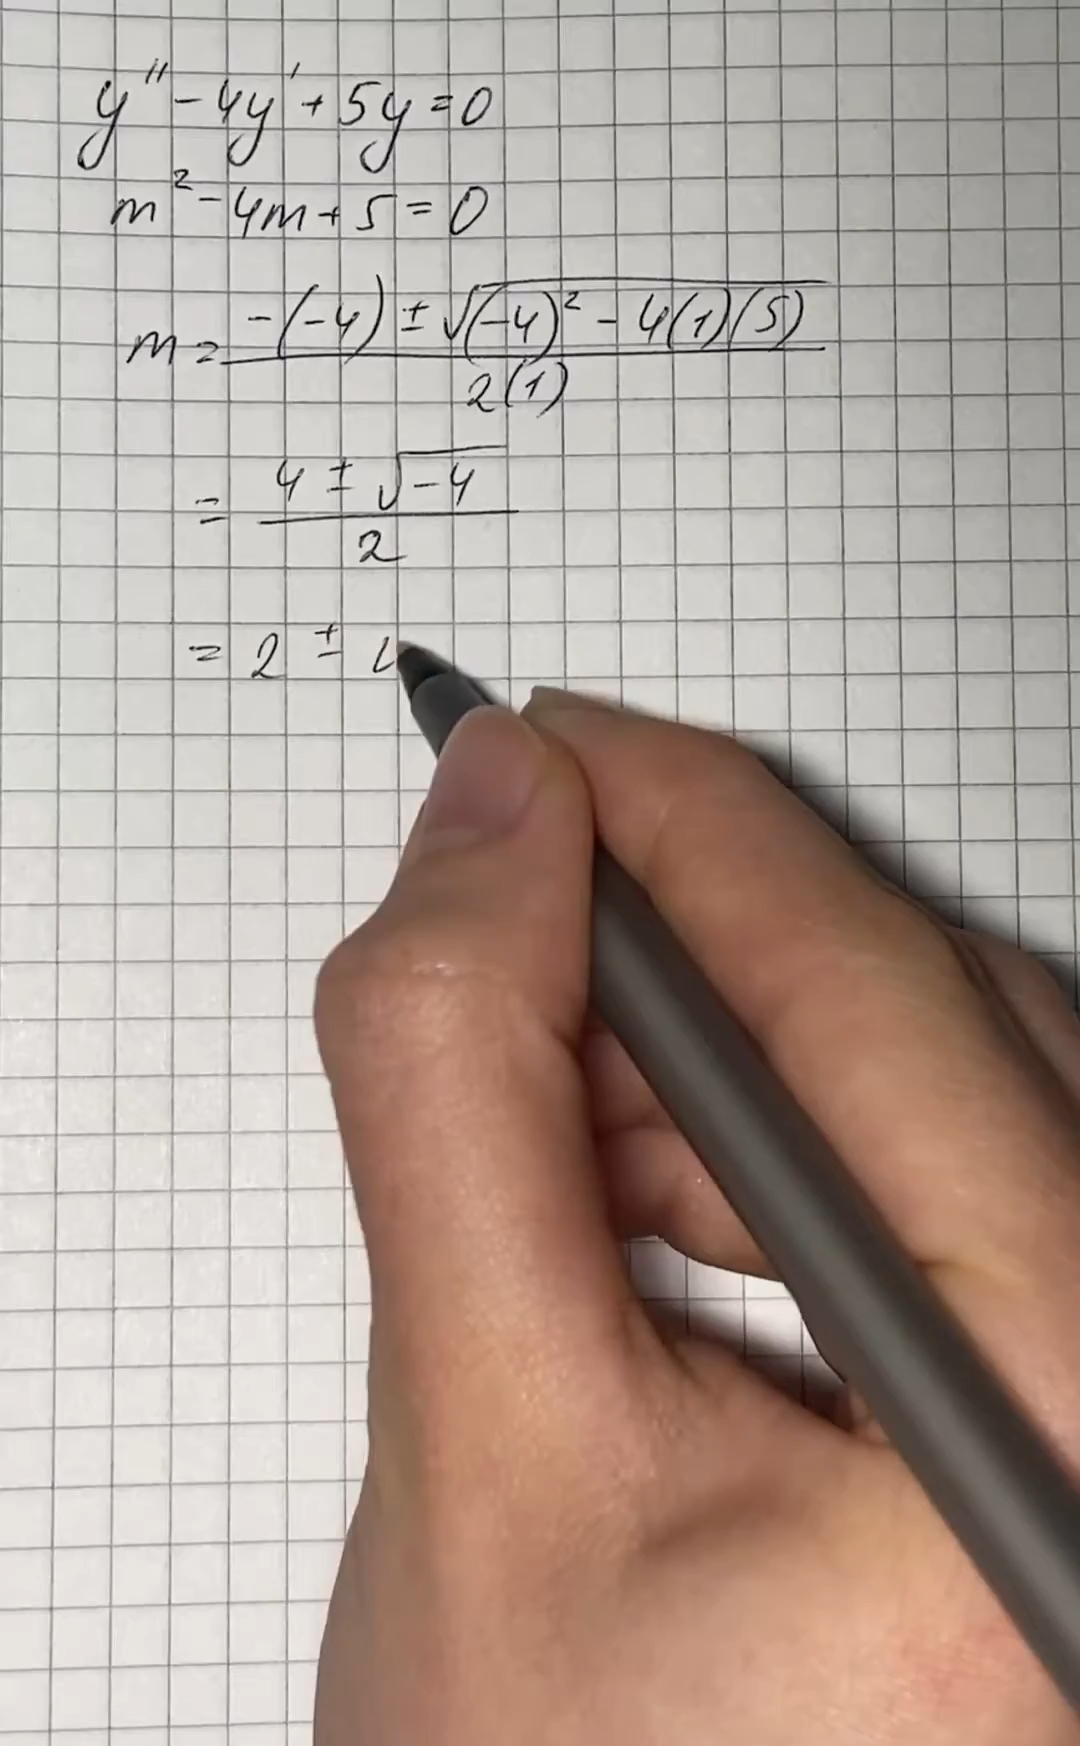 y'' - 4y' + 5y = 0
m² - 4m + 5 = 0
m = (-(-4) ± √((-4)² - 4(1)(5))) / 2(1)
= (4 ± √-4) / 2
= 2 ± i